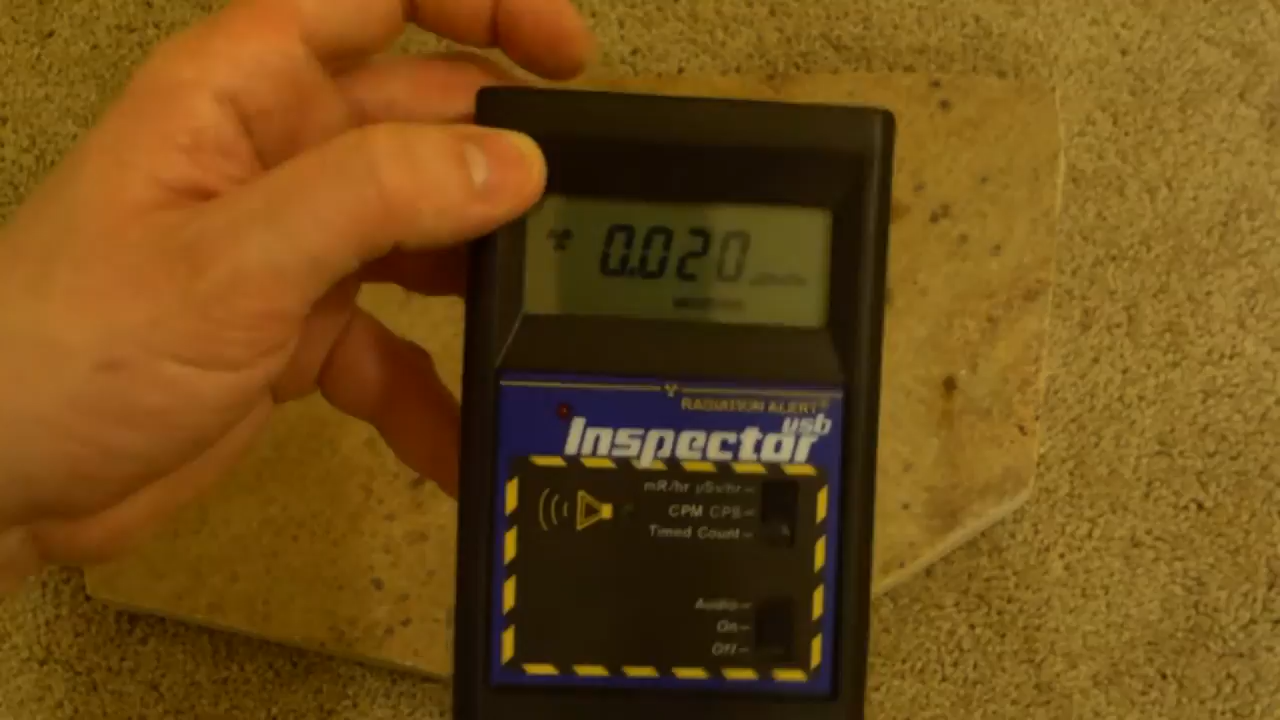 0.020
RADIATION ALERT®
Inspector usb
mR/hr µSv/hr
CPM CPS
Timed Count
Audio
On
Off